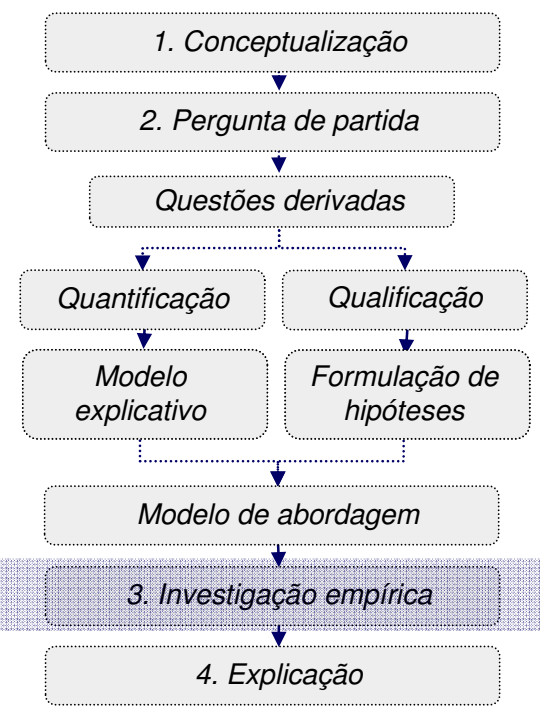 1. Conceptualização
2. Pergunta de partida
Questões derivadas
Quantificação
Qualificação
Modelo
explicativo
Formulação de
hipóteses
Modelo de abordagem
3. Investigação empírica
4. Explicação